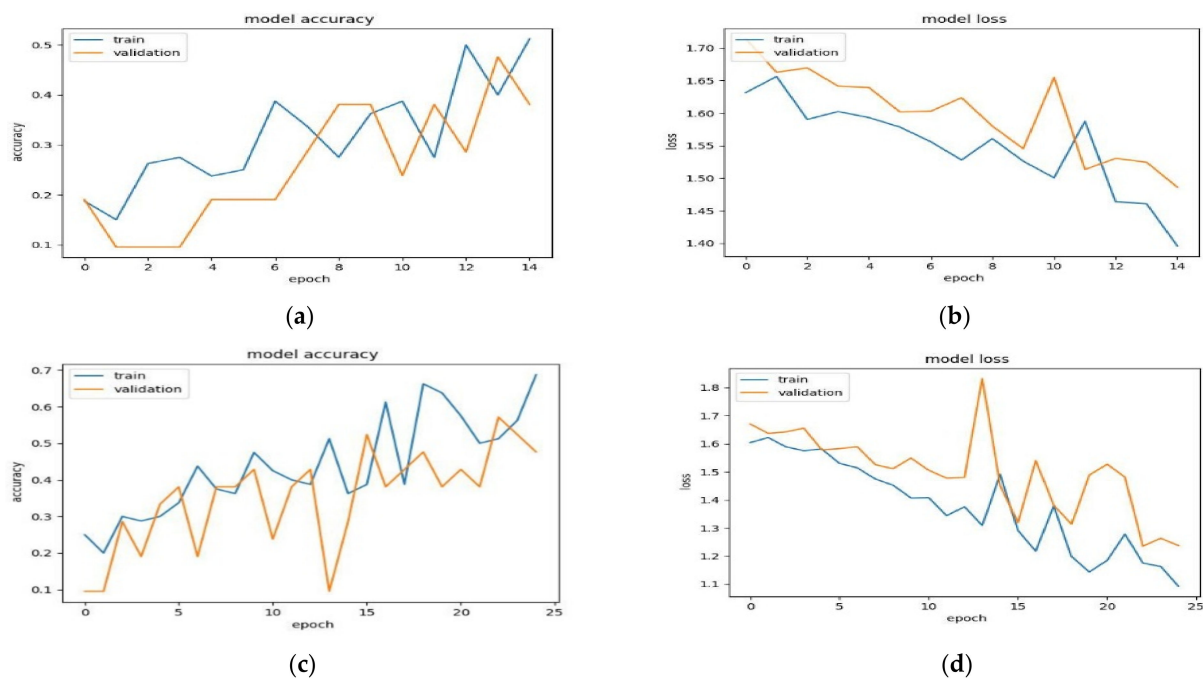 model accuracy
train
validation
0.5
0.4
0.3
0.2
0.1
accuracy
0 2 4 6 8 10 12 14
epoch
(a)
model loss
train
validation
1.70
1.65
1.60
1.55
1.50
1.45
1.40
loss
0 2 4 6 8 10 12 14
epoch
(b)
model accuracy
train
validation
0.7
0.6
0.5
0.4
0.3
0.2
0.1
accuracy
0 5 10 15 20 25
epoch
(c)
model loss
train
validation
1.8
1.7
1.6
1.5
1.4
1.3
1.2
1.1
loss
0 5 10 15 20 25
epoch
(d)